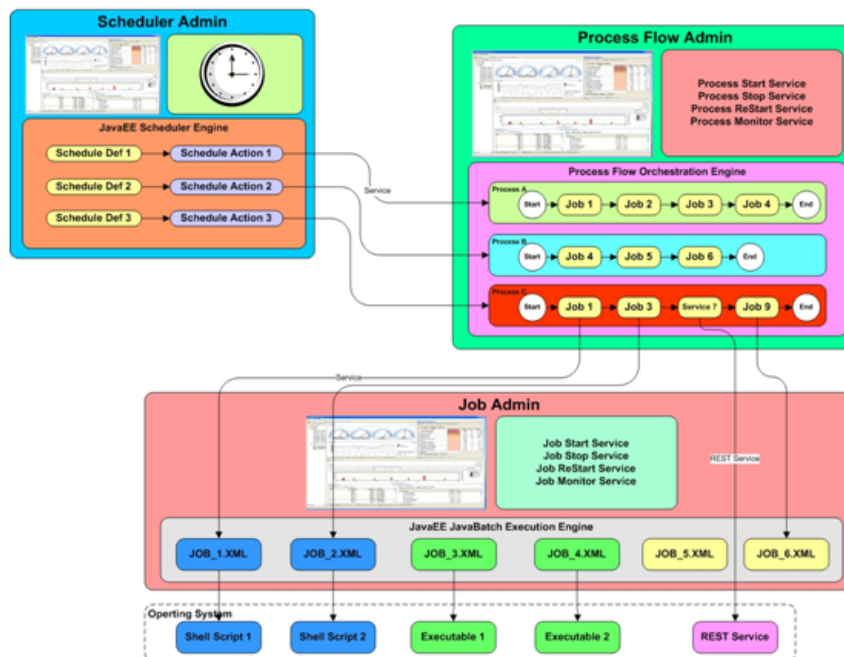 Scheduler Admin
JavaEE Scheduler Engine
Schedule Def 1
Schedule Action 1
Schedule Def 2
Schedule Action 2
Schedule Def 3
Schedule Action 3
Service
Process Flow Admin
Process Start Service
Process Stop Service
Process ReStart Service
Process Monitor Service
Process Flow Orchestration Engine
Process A
Start
Job 1
Job 2
Job 3
Job 4
End
Process B
Start
Job 4
Job 5
Job 6
End
Process C
Start
Job 1
Job 3
Service 7
Job 9
End
Service
REST Service
Job Admin
Job Start Service
Job Stop Service
Job ReStart Service
Job Monitor Service
JavaEE JavaBatch Execution Engine
JOB_1.XML
JOB_2.XML
JOB_3.XML
JOB_4.XML
JOB_5.XML
JOB_6.XML
Operting System
Shell Script 1
Shell Script 2
Executable 1
Executable 2
REST Service